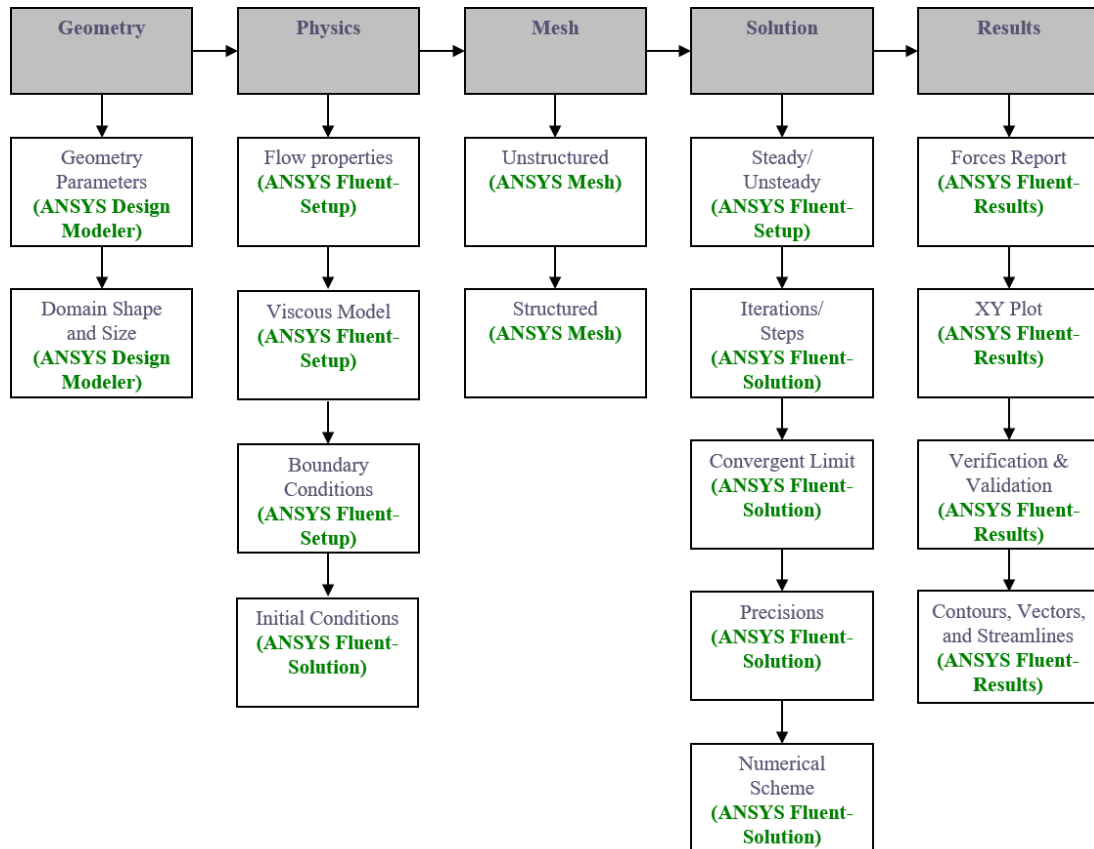 Geometry
Physics
Mesh
Solution
Results
Geometry
Parameters
(ANSYS Design
Modeler)
Domain Shape
and Size
(ANSYS Design
Modeler)
Flow properties
(ANSYS Fluent-
Setup)
Viscous Model
(ANSYS Fluent-
Setup)
Boundary
Conditions
(ANSYS Fluent-
Setup)
Initial Conditions
(ANSYS Fluent-
Solution)
Unstructured
(ANSYS Mesh)
Structured
(ANSYS Mesh)
Steady/
Unsteady
(ANSYS Fluent-
Setup)
Iterations/
Steps
(ANSYS Fluent-
Solution)
Convergent Limit
(ANSYS Fluent-
Solution)
Precisions
(ANSYS Fluent-
Solution)
Numerical
Scheme
(ANSYS Fluent-
Solution)
Forces Report
(ANSYS Fluent-
Results)
XY Plot
(ANSYS Fluent-
Results)
Verification &
Validation
(ANSYS Fluent-
Results)
Contours, Vectors,
and Streamlines
(ANSYS Fluent-
Results)